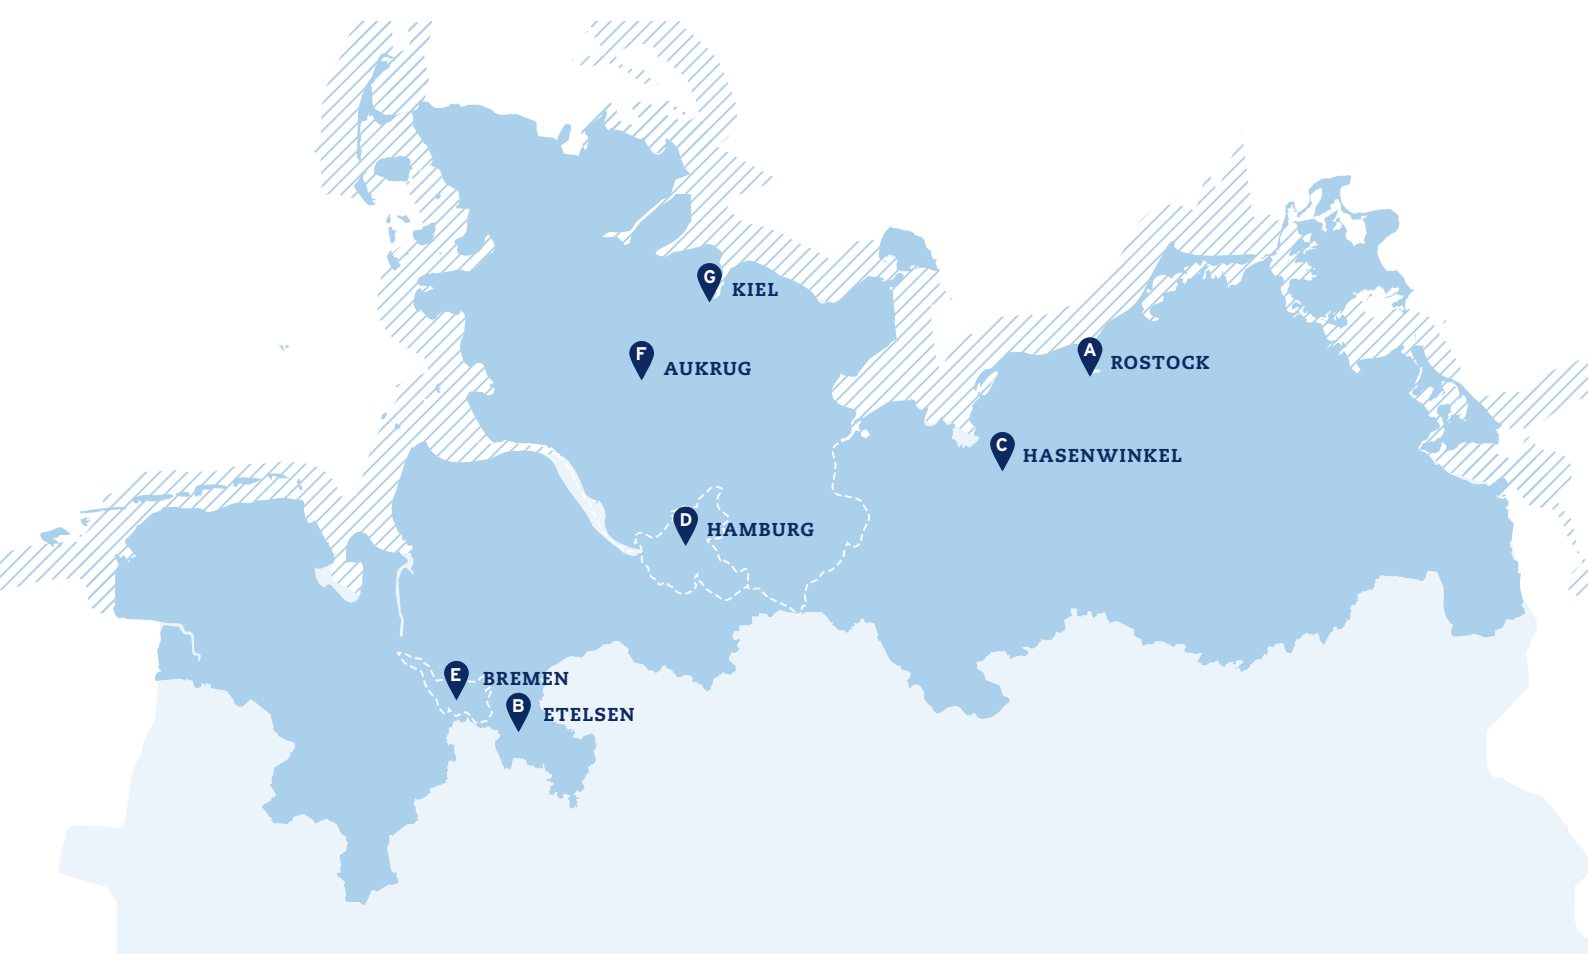 G KIEL
A ROSTOCK
F AUKRUG
C HASENWINKEL
D HAMBURG
E BREMEN
B ETELSEN